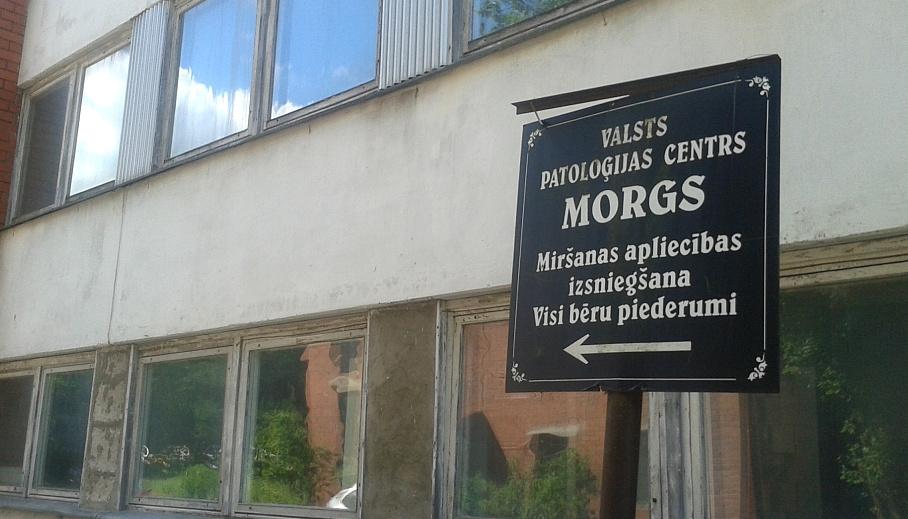 VALSTS
PATOLOĢIJAS CENTRS
MORGS
Miršanas apliecības
izsniegšana
Visi bēru piederumi